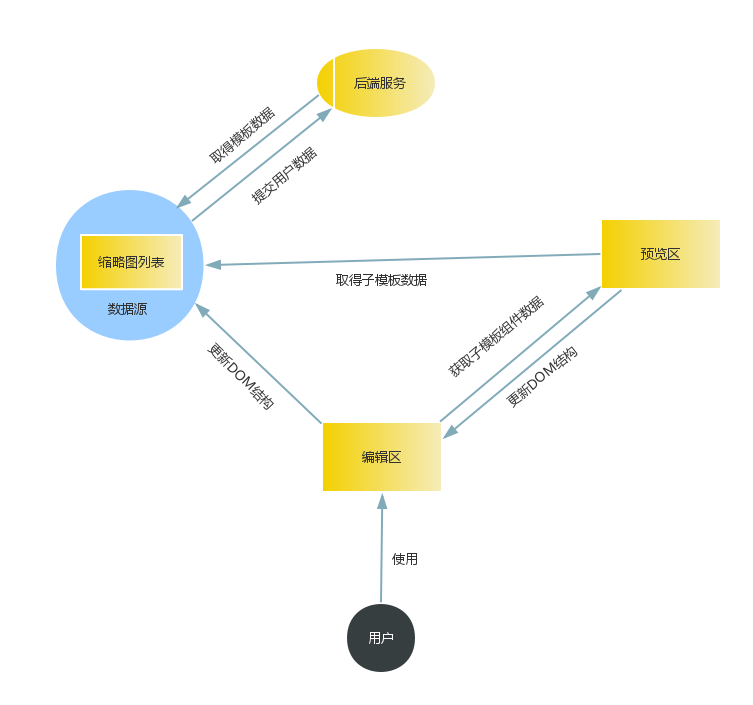 后端服务
取得模板数据
提交用户数据
缩略图列表
数据源
取得子模板数据
预览区
获取子模板组件数据
更新DOM结构
更新DOM结构
编辑区
使用
用户